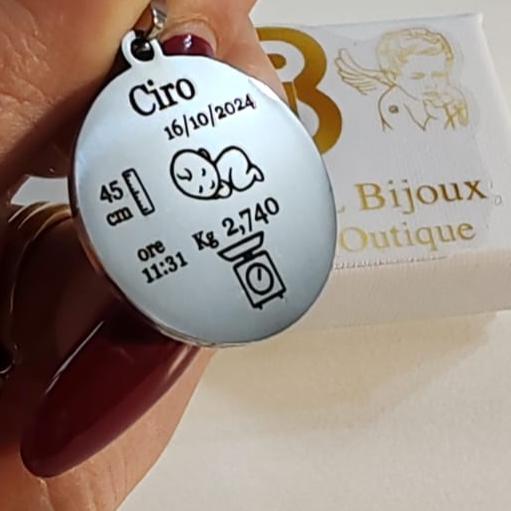 Ciro
16/10/2024
45
cm
Kg 2,740
ore
11:31
B
L Bijoux
Outique